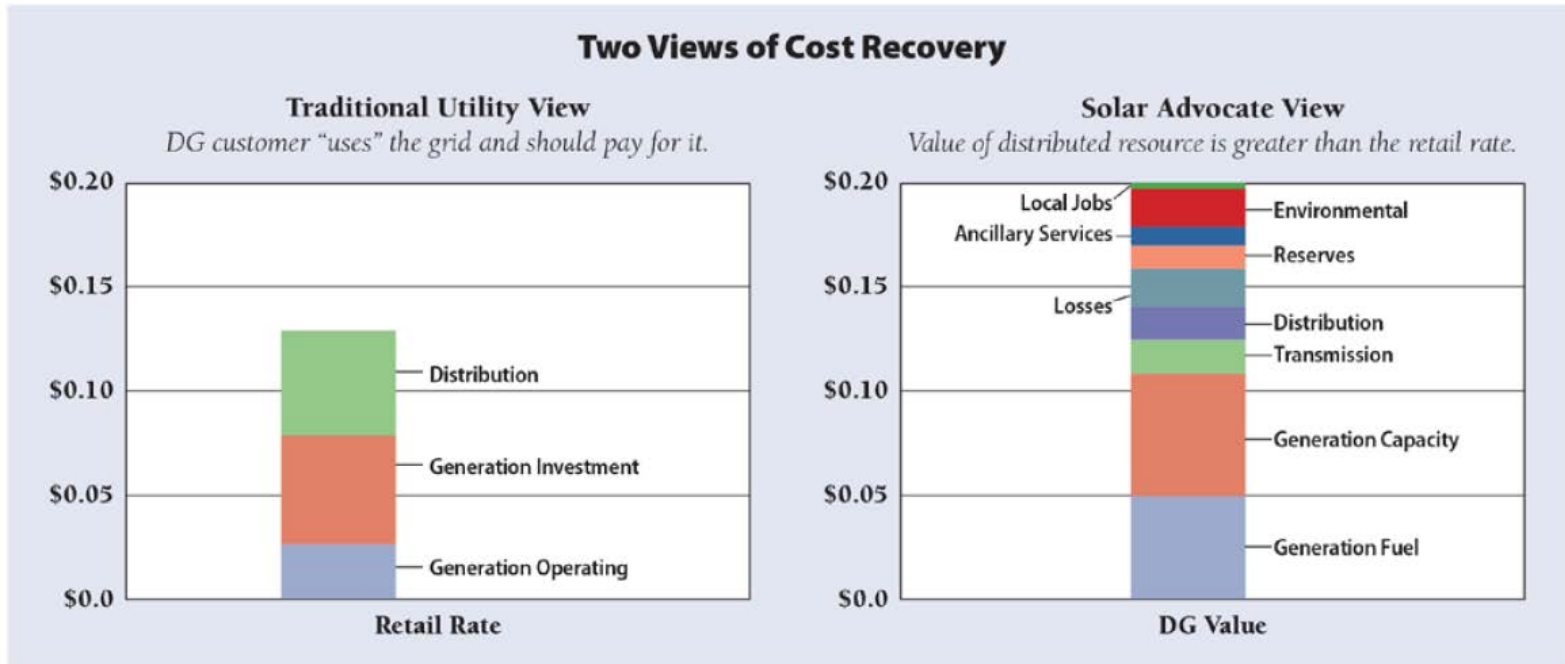 Two Views of Cost Recovery
Traditional Utility View
DG customer “uses” the grid and should pay for it.
$0.20
$0.15
$0.10
$0.05
$0.0
Distribution
Generation Investment
Generation Operating
Retail Rate
Solar Advocate View
Value of distributed resource is greater than the retail rate.
$0.20
$0.15
$0.10
$0.05
$0.0
Local Jobs
Ancillary Services
Losses
Environmental
Reserves
Distribution
Transmission
Generation Capacity
Generation Fuel
DG Value